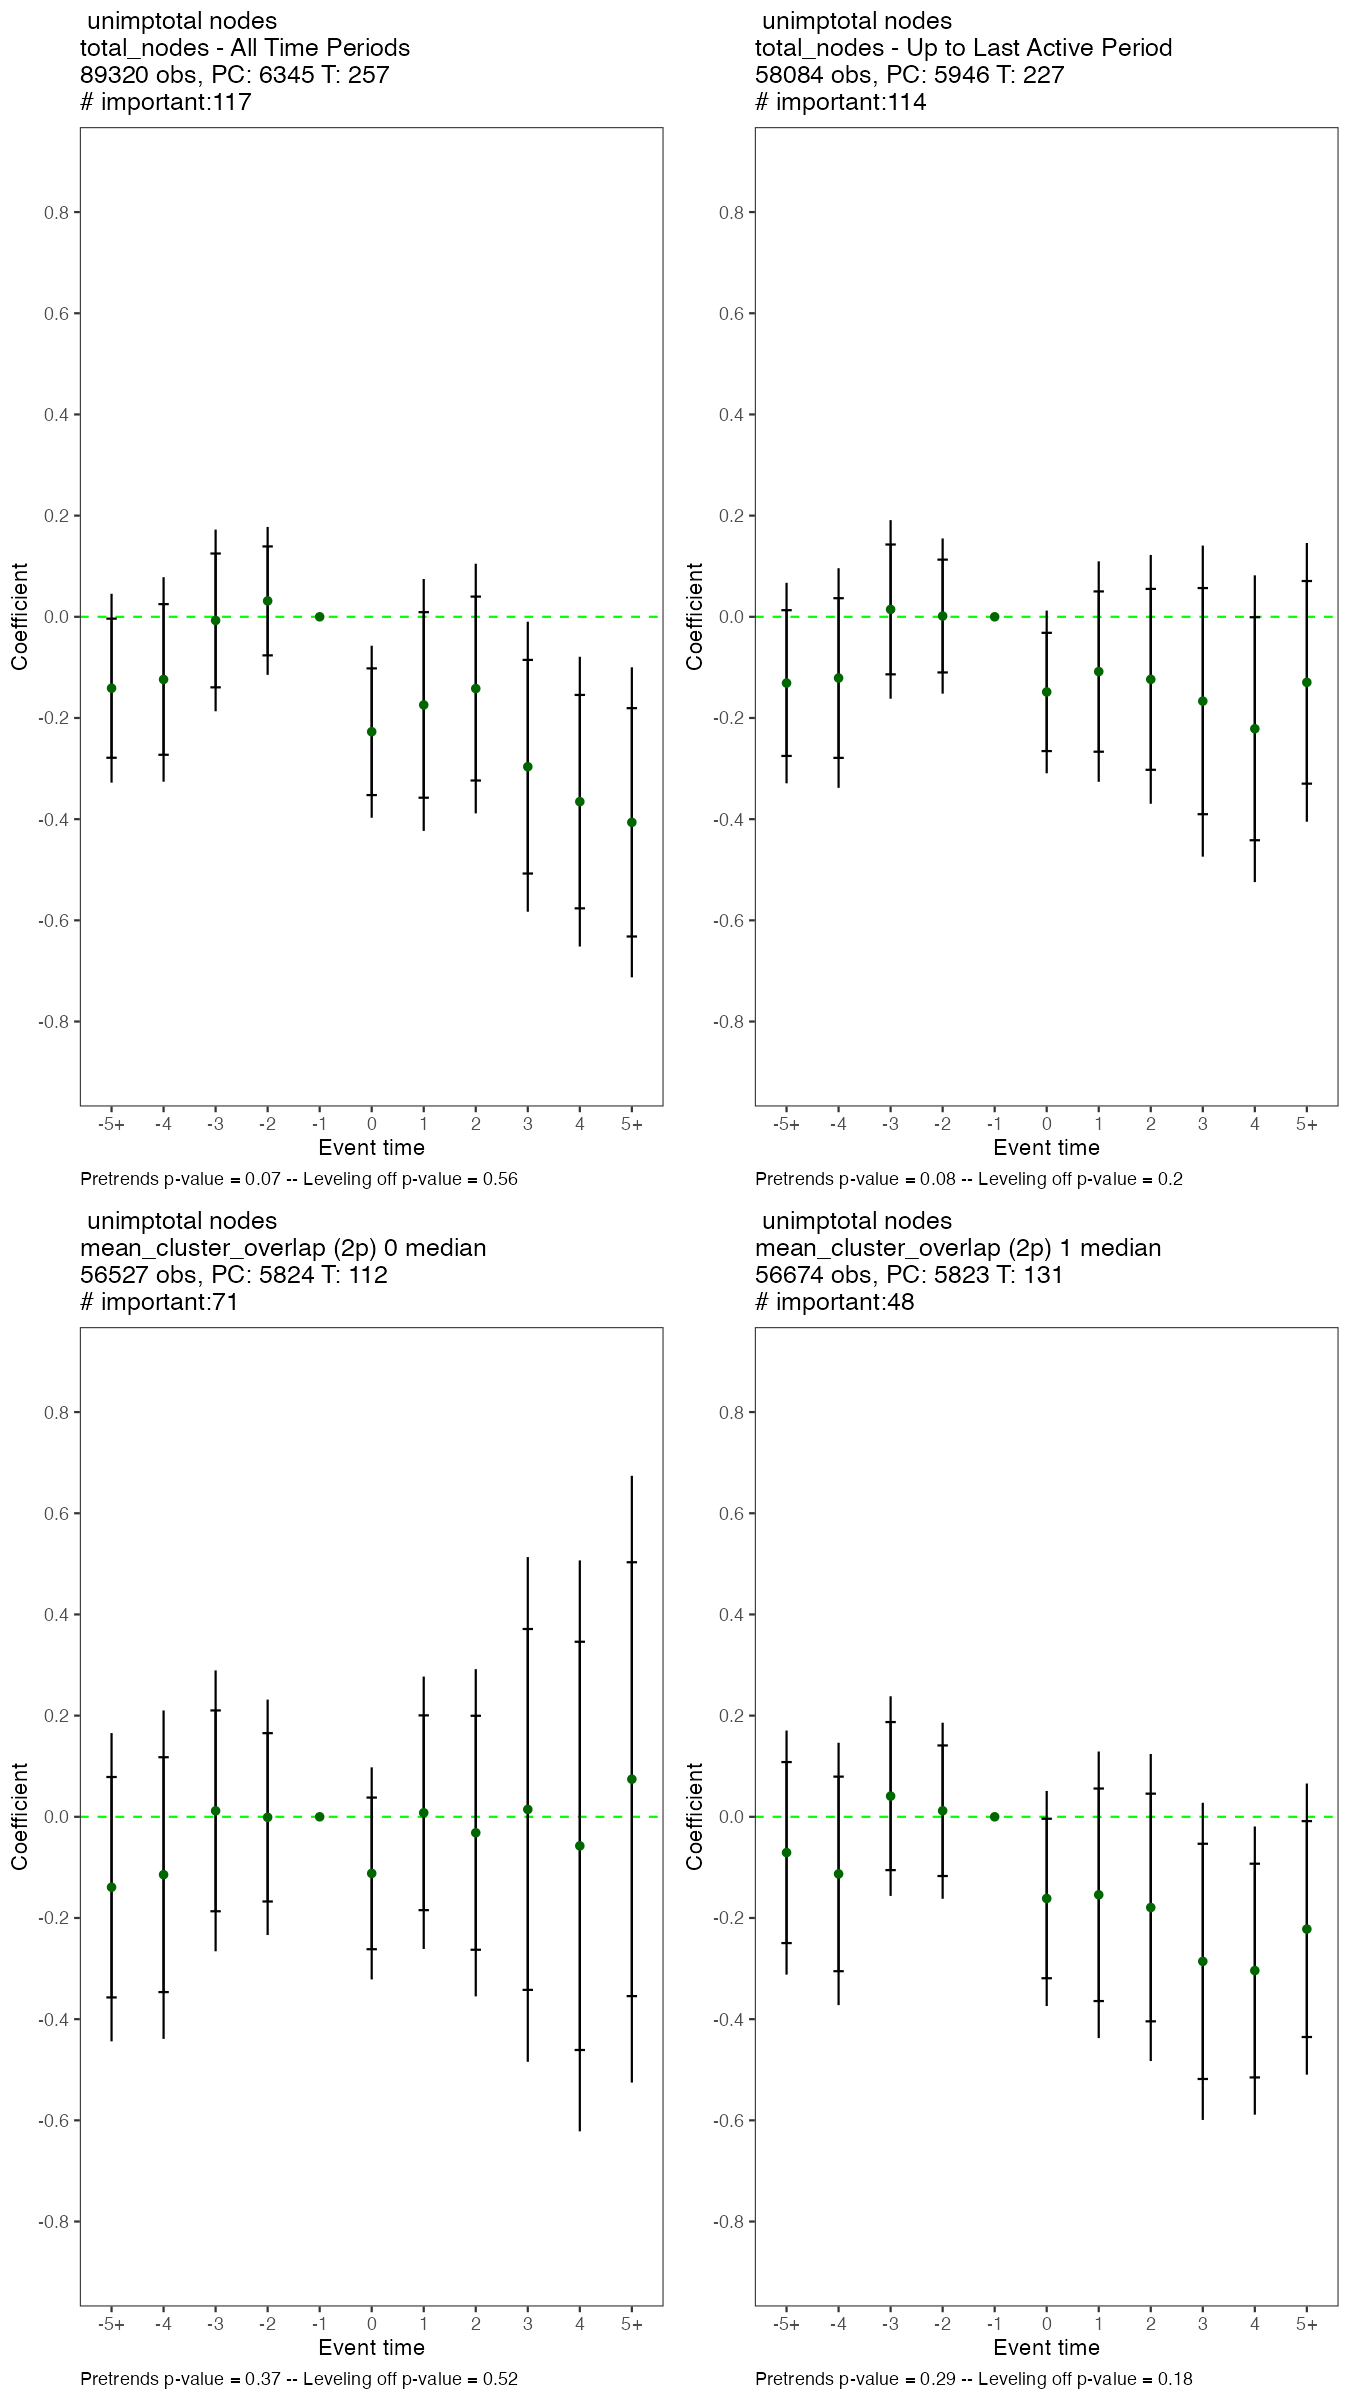 unimptotal nodes
total_nodes - All Time Periods
89320 obs, PC: 6345 T: 257
# important:117
0.8
0.6
0.4
0.2
0.0
-0.2
-0.4
-0.6
-0.8
Coefficient
-5+ -4 -3 -2 -1 0 1 2 3 4 5+
Event time
Pretrends p-value = 0.07 -- Leveling off p-value = 0.56
unimptotal nodes
total_nodes - Up to Last Active Period
58084 obs, PC: 5946 T: 227
# important:114
0.8
0.6
0.4
0.2
0.0
-0.2
-0.4
-0.6
-0.8
Coefficient
-5+ -4 -3 -2 -1 0 1 2 3 4 5+
Event time
Pretrends p-value = 0.08 -- Leveling off p-value = 0.2
unimptotal nodes
mean_cluster_overlap (2p) 0 median
56527 obs, PC: 5824 T: 112
# important:71
0.8
0.6
0.4
0.2
0.0
-0.2
-0.4
-0.6
-0.8
Coefficient
-5+ -4 -3 -2 -1 0 1 2 3 4 5+
Event time
Pretrends p-value = 0.37 -- Leveling off p-value = 0.52
unimptotal nodes
mean_cluster_overlap (2p) 1 median
56674 obs, PC: 5823 T: 131
# important:48
0.8
0.6
0.4
0.2
0.0
-0.2
-0.4
-0.6
-0.8
Coefficient
-5+ -4 -3 -2 -1 0 1 2 3 4 5+
Event time
Pretrends p-value = 0.29 -- Leveling off p-value = 0.18